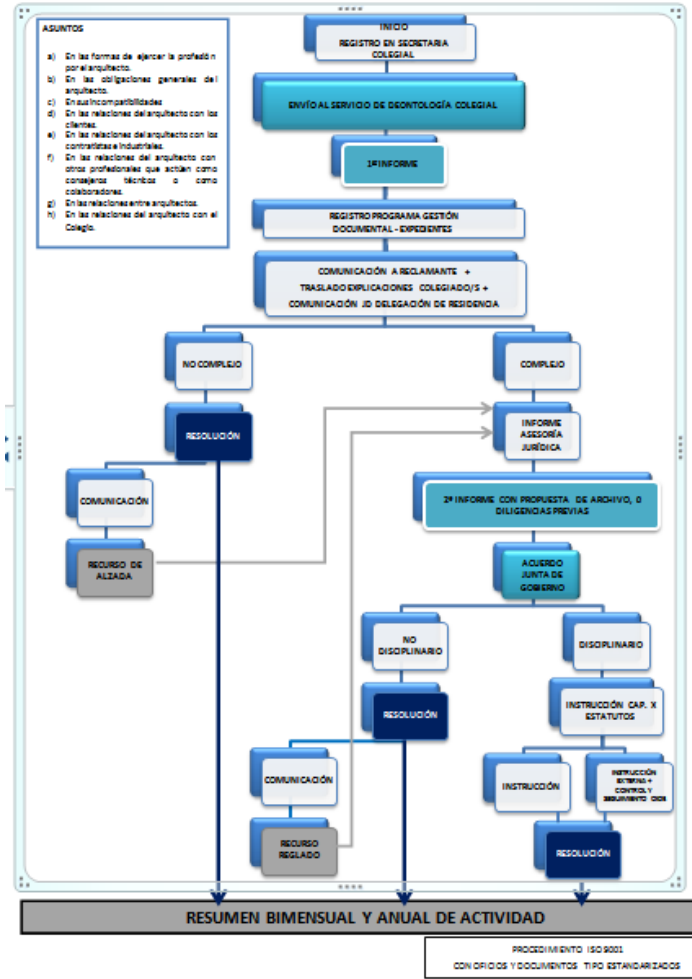 ASUNTOS
a) En las formas de ejercer la profesión
por el arquitecto.
b) En las obligaciones generales del
arquitecto.
c) En sus incompatibilidades
d) En las relaciones del arquitecto con los
clientes.
e) En las relaciones del arquitecto con los
contratistas e industriales.
f) En las relaciones del arquitecto con
otros profesionales que actúen como
consejeros técnicos o como
colaboradores.
g) En las relaciones entre arquitectos.
h) En las relaciones del arquitecto con el
Colegio.
INICIO
REGISTRO EN SECRETARIA
COLEGIAL
ENVÍO AL SERVICIO DE DEONTOLOGÍA COLEGIAL
1º INFORME
REGISTRO PROGRAMA GESTIÓN
DOCUMENTAL - EXPEDIENTES
COMUNICACIÓN A RECLAMANTE +
TRASLADO EXPLICACIONES COLEGIADO/S +
COMUNICACIÓN JD DELEGACIÓN DE RESIDENCIA
NO COMPLEJO
COMPLEJO
RESOLUCIÓN
INFORME
ASESORÍA
JURÍDICA
COMUNICACIÓN
2º INFORME CON PROPUESTA DE ARCHIVO, O
DILIGENCIAS PREVIAS
RECURSO DE
ALZADA
ACUERDO
JUNTA DE
GOBIERNO
NO
DISCIPLINARIO
DISCIPLINARIO
RESOLUCIÓN
INSTRUCCIÓN CAP. X
ESTATUTOS
COMUNICACIÓN
INSTRUCCIÓN
INSTRUCCIÓN
EXTERNA +
CONTROL Y
SEGUIMIENTO
RECURSO
REGLADO
RESOLUCIÓN
RESUMEN BIMENSUAL Y ANUAL DE ACTIVIDAD
PROCEDIMIENTO ISO 9001
CON OFICIOS Y DOCUMENTOS TIPO ESTANDARIZADOS